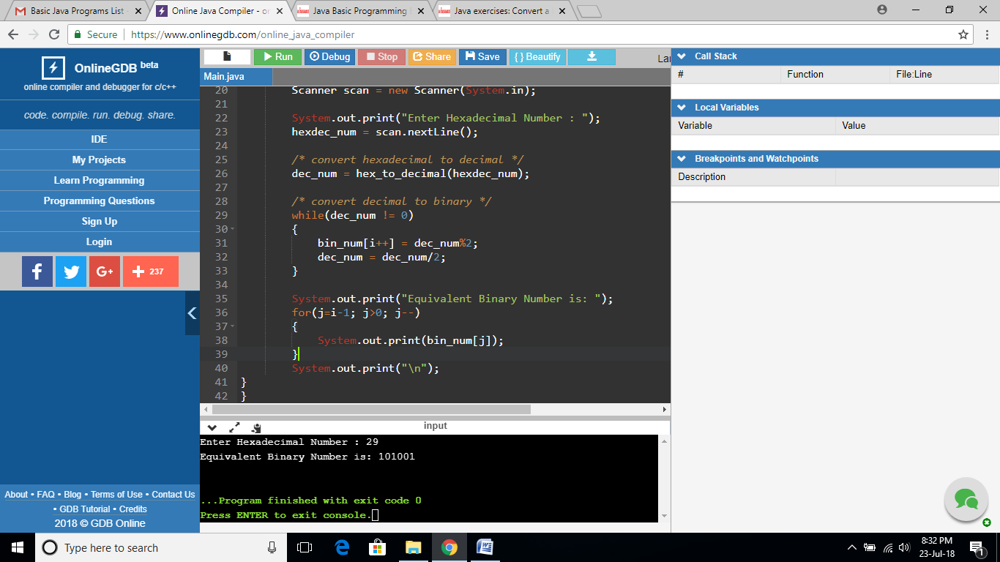 Basic Java Programs List -
Online Java Compiler - or
Java Basic Programming E
Java exercises: Convert a
Secure https://www.onlinegdb.com/online_java_compiler
OnlineGDB beta
online compiler and debugger for c/c++
code. compile. run. debug. share.
IDE
My Projects
Learn Programming
Programming Questions
Sign Up
Login
f
G+
+ 237
About • FAQ • Blog • Terms of Use • Contact Us
• GDB Tutorial • Credits
2018 © GDB Online
Run Debug Stop Share Save { } Beautify Lar
Main.java
20 Scanner scan = new Scanner(System.in);
21
22 System.out.print("Enter Hexadecimal Number : ");
23 hexdec_num = scan.nextLine();
24
25 /* convert hexadecimal to decimal */
26 dec_num = hex_to_decimal(hexdec_num);
27
28 /* convert decimal to binary */
29 while(dec_num != 0)
30 {
31 bin_num[i++] = dec_num%2;
32 dec_num = dec_num/2;
33 }
34
35 System.out.print("Equivalent Binary Number is: ");
36 for(j=i-1; j>0; j--)
37 {
38 System.out.print(bin_num[j]);
39 }
40 System.out.print("\n");
41 }
42 }
input
Enter Hexadecimal Number : 29
Equivalent Binary Number is: 101001
...Program finished with exit code 0
Press ENTER to exit console.
Call Stack
# Function File:Line
Local Variables
Variable Value
Breakpoints and Watchpoints
Description
Type here to search
8:32 PM
23-Jul-18
1